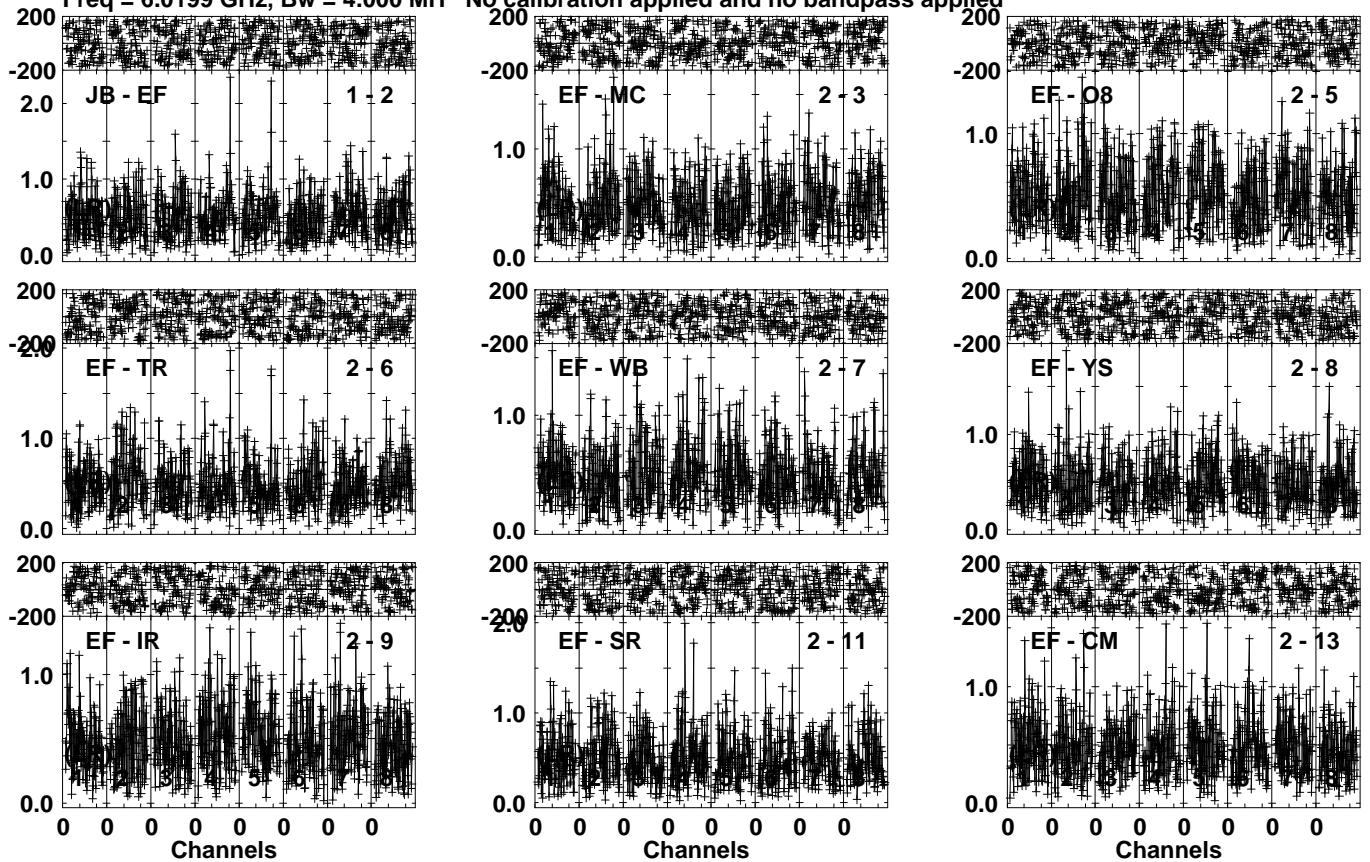 Freq = 6.0199 GHz, Bw = 4.000 MH No calibration applied and no bandpass applied
200 200 200
-200 -200 -200
JB - EF 1 - 2 EF - MC 2 - 3 EF - O8 2 - 5
2.0
1.0 1.0 1.0
0.0 0.0 0.0
200 200 200
-200 -200 -200
2.0
EF - TR 2 - 6 EF - WB 2 - 7 EF - YS 2 - 8
1.0 1.0 1.0
0.0 0.0 0.0
200 200 200
-200 -200 -200
2.0
EF - IR 2 - 9 EF - SR 2 - 11 EF - CM 2 - 13
1.0 1.0 1.0
0.0 0.0 0.0
0 0 0 0 0 0 0 0 0 0 0 0 0 0 0 0 0 0 0 0 0 0 0 0
Channels Channels Channels